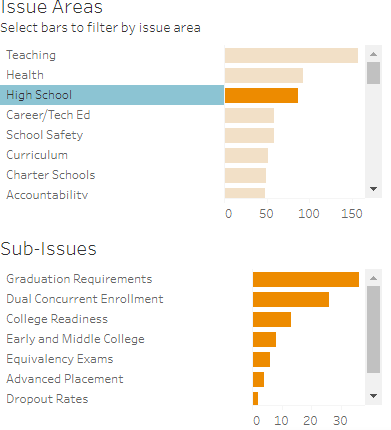 Issue Areas
Select bars to filter by issue area
Teaching
Health
High School
Career/Tech Ed
School Safety
Curriculum
Charter Schools
Accountability
0 50 100 150
Sub-Issues
Graduation Requirements
Dual Concurrent Enrollment
College Readiness
Early and Middle College
Equivalency Exams
Advanced Placement
Dropout Rates
0 10 20 30